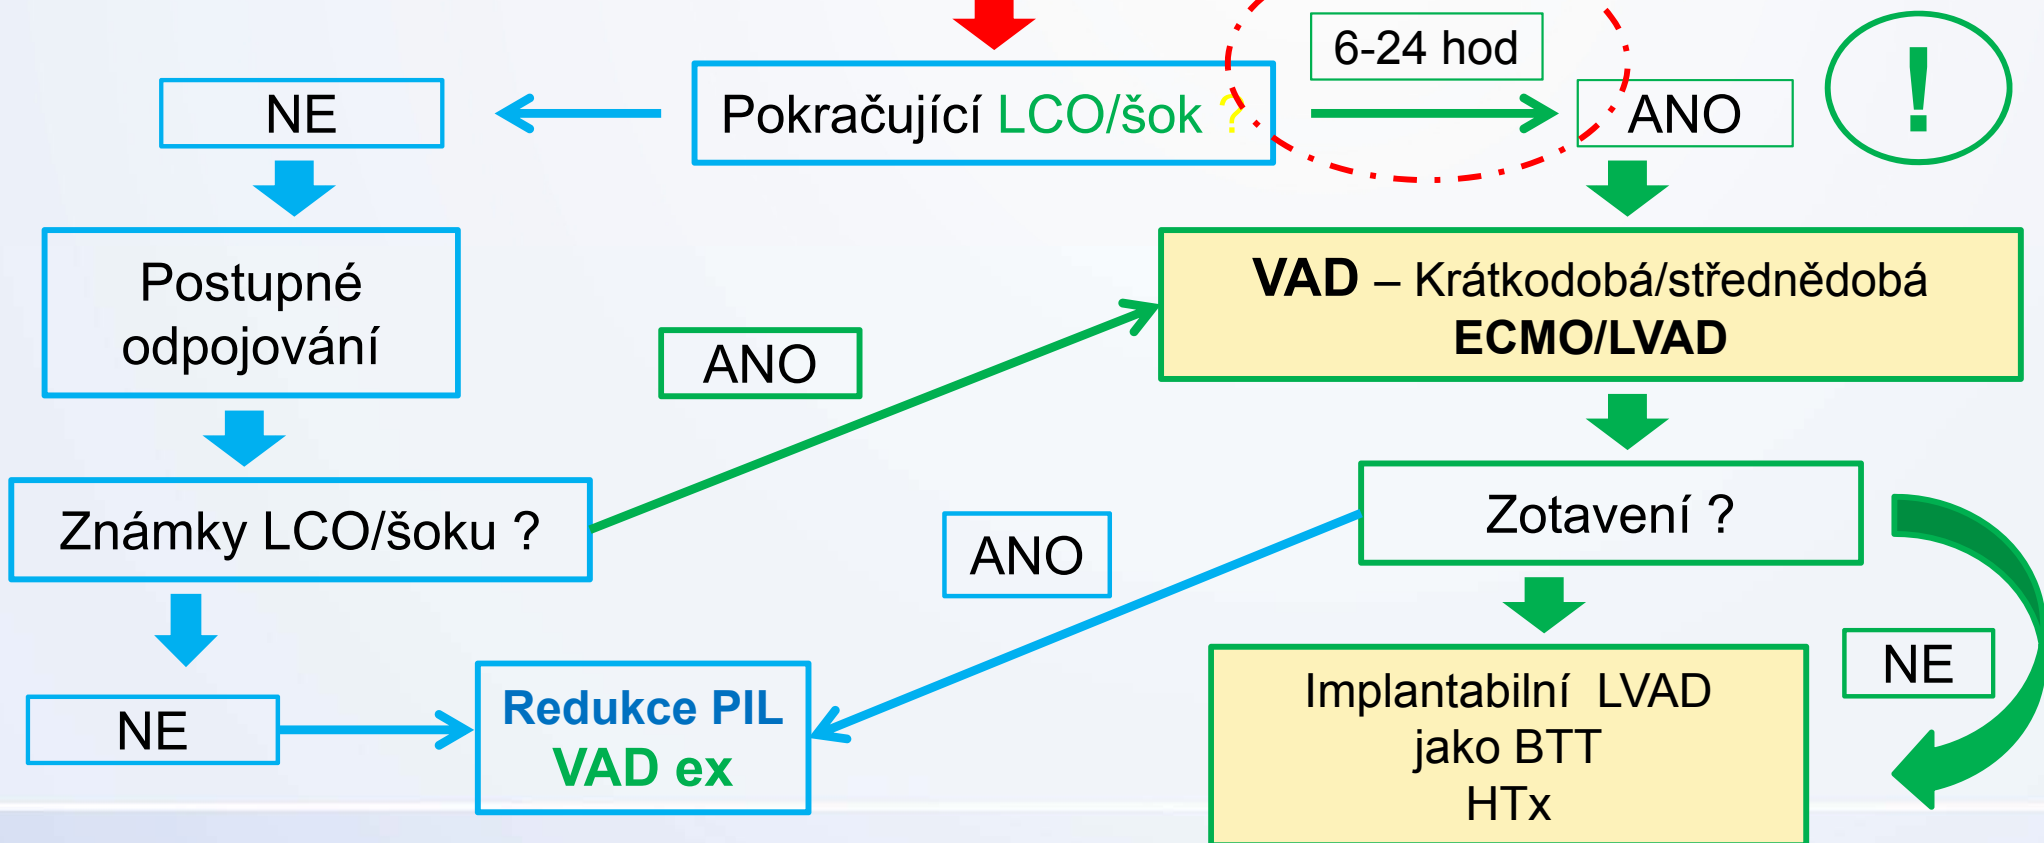 6-24 hod
!
NE
Pokračující LCO/šok ?
ANO
Postupné
odpojování
VAD – Krátkodobá/střednědobá
ECMO/LVAD
ANO
Známky LCO/šoku ?
Zotavení ?
ANO
NE
Redukce PIL
VAD ex
NE
Implantabilní LVAD
jako BTT
HTx